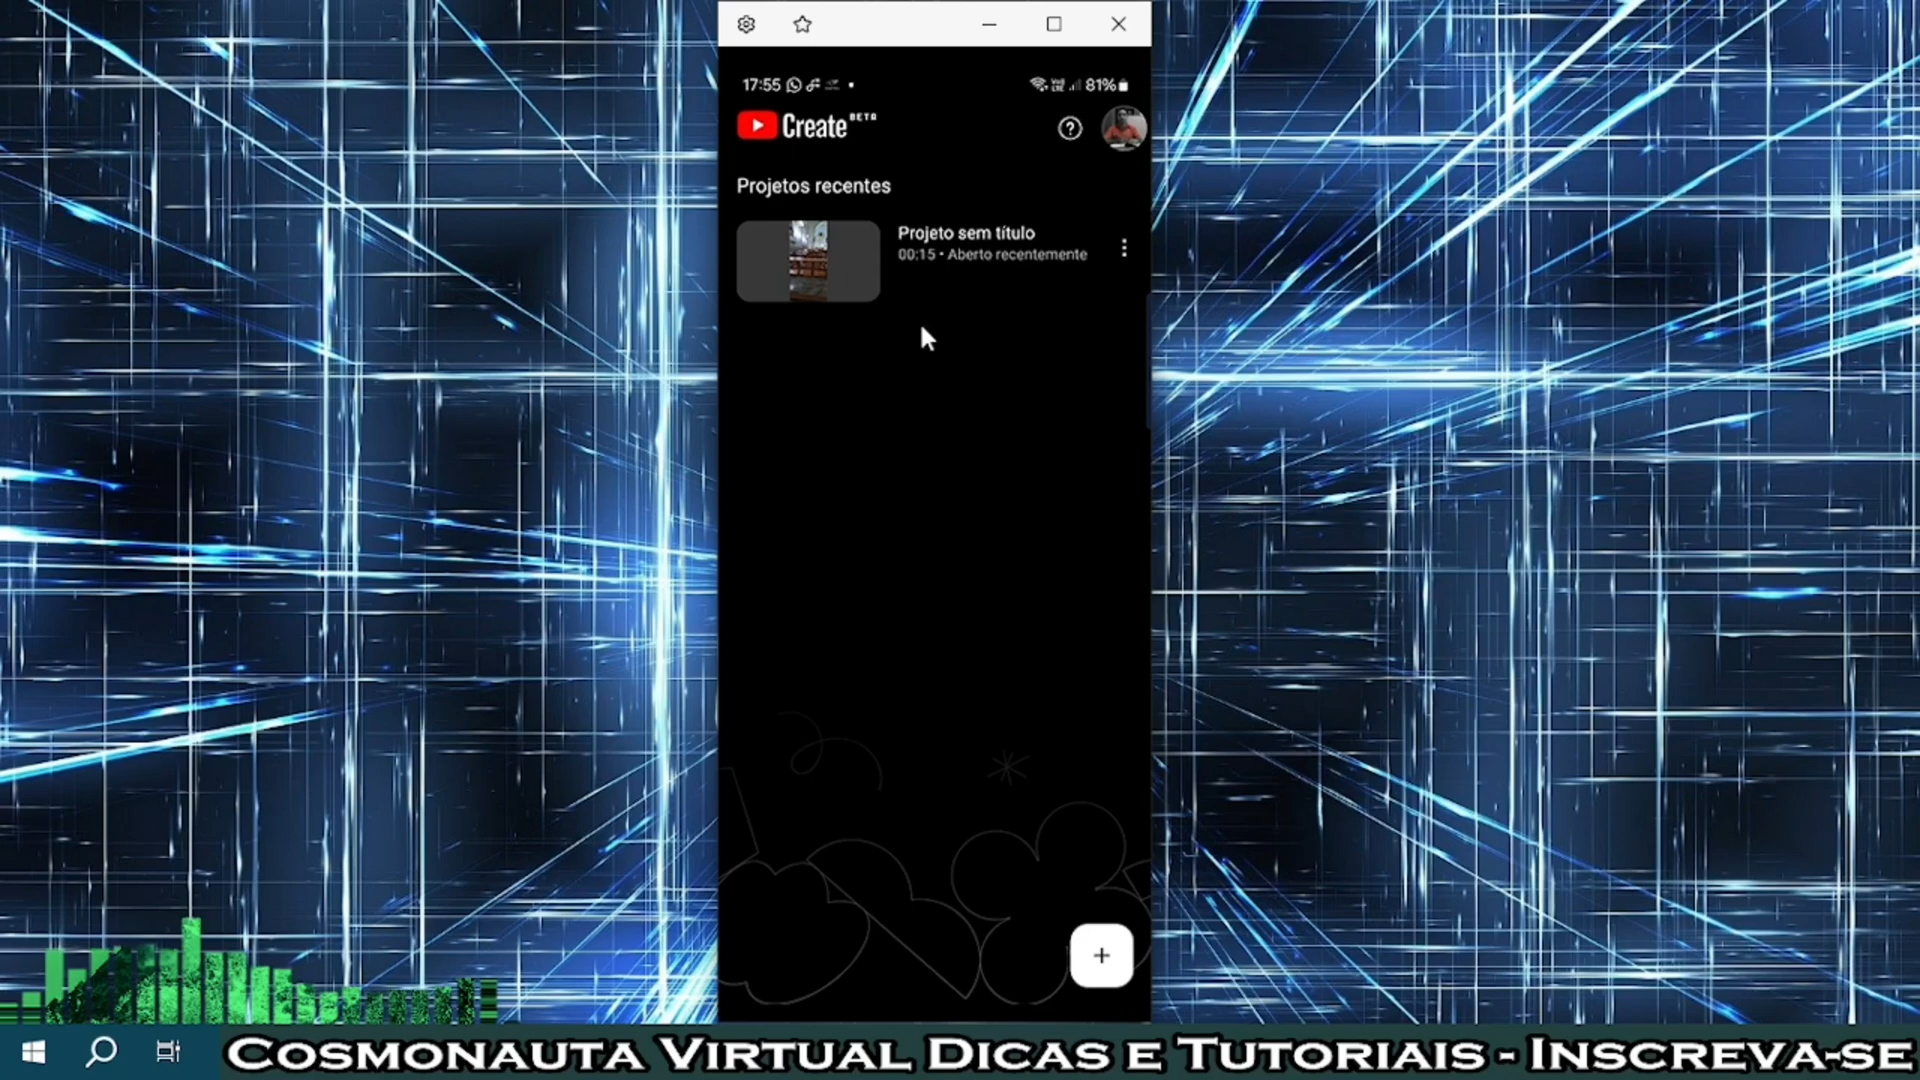 17:55
81%
Create BETA
Projetos recentes
Projeto sem título
00:15 • Aberto recentemente
Cosmonauta Virtual Dicas e Tutoriais - Inscreva-se